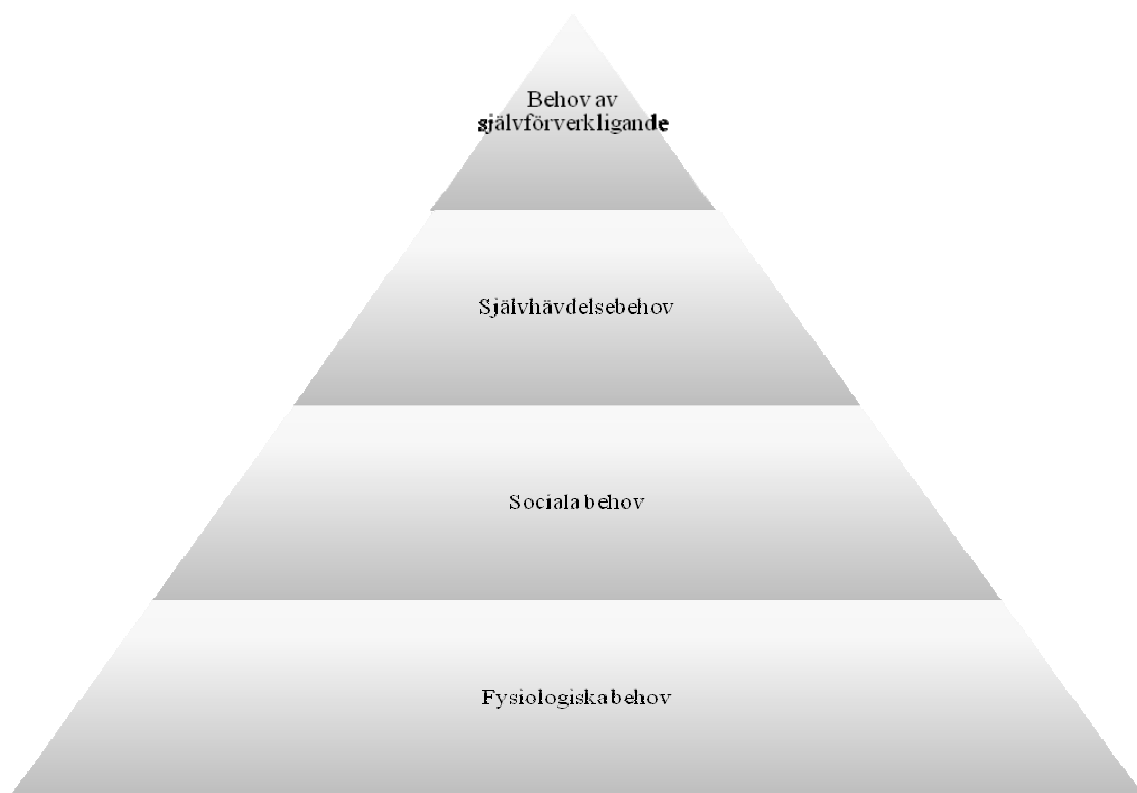 Behov av
självförverkligande
Självhävdelsebehov
Sociala behov
Fysiologiska behov